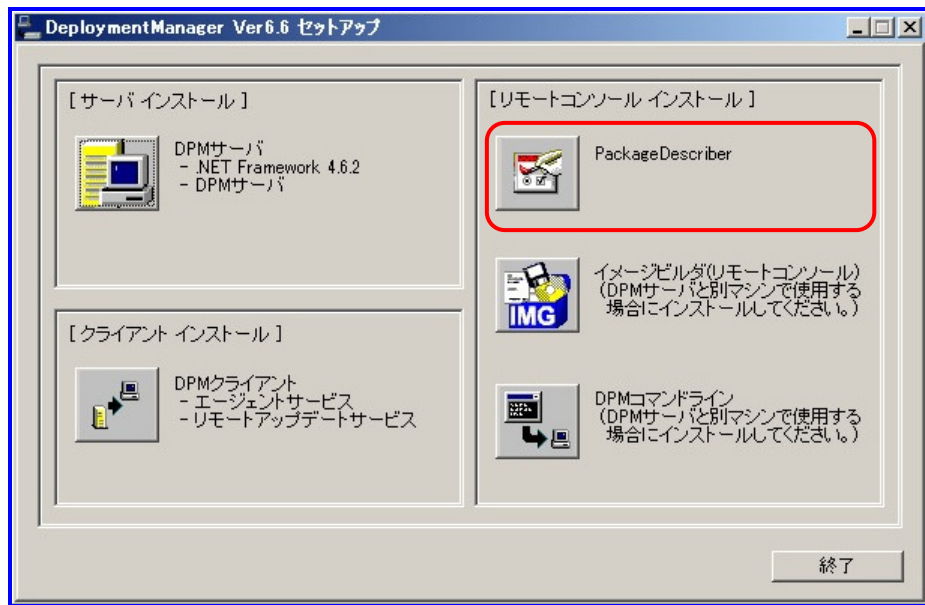 DeploymentManager Ver6.6 セットアップ
[サーバ インストール]
DPMサーバ
- .NET Framework 4.6.2
- DPMサーバ
[クライアント インストール]
DPMクライアント
- エージェントサービス
- リモートアップデートサービス
[リモートコンソール インストール]
PackageDescriber
イメージビルダ(リモートコンソール)
(DPMサーバと別マシンで使用する
場合にインストールしてください。)
IMG
DPMコマンドライン
(DPMサーバと別マシンで使用する
場合にインストールしてください。)
終了